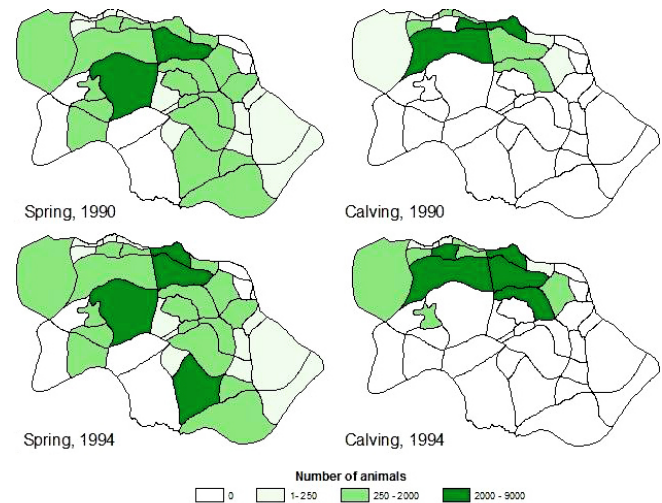 Spring, 1990
Calving, 1990
Spring, 1994
Calving, 1994
Number of animals
0
1- 250
250 - 2000
2000 - 9000